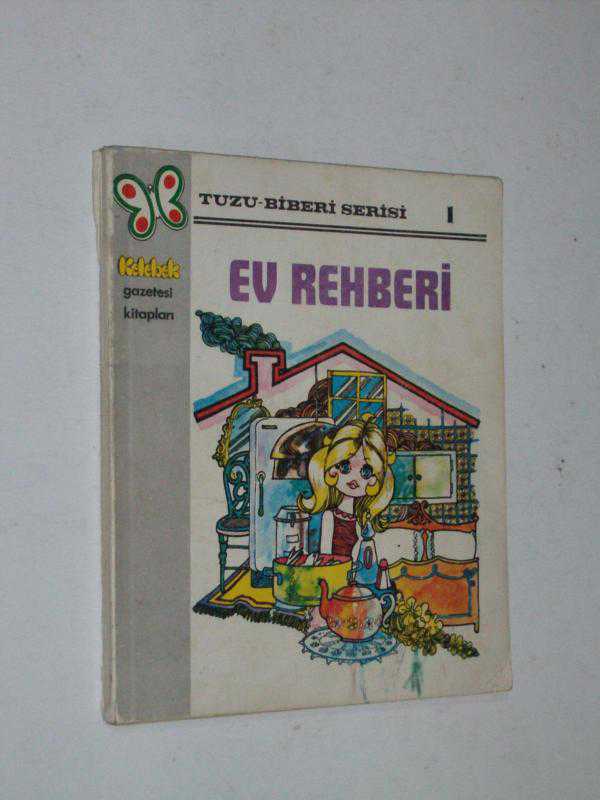 TUZU-BİBERİ SERİSİ 1
EV REHBERİ
Kelebek
gazetesi
kitapları